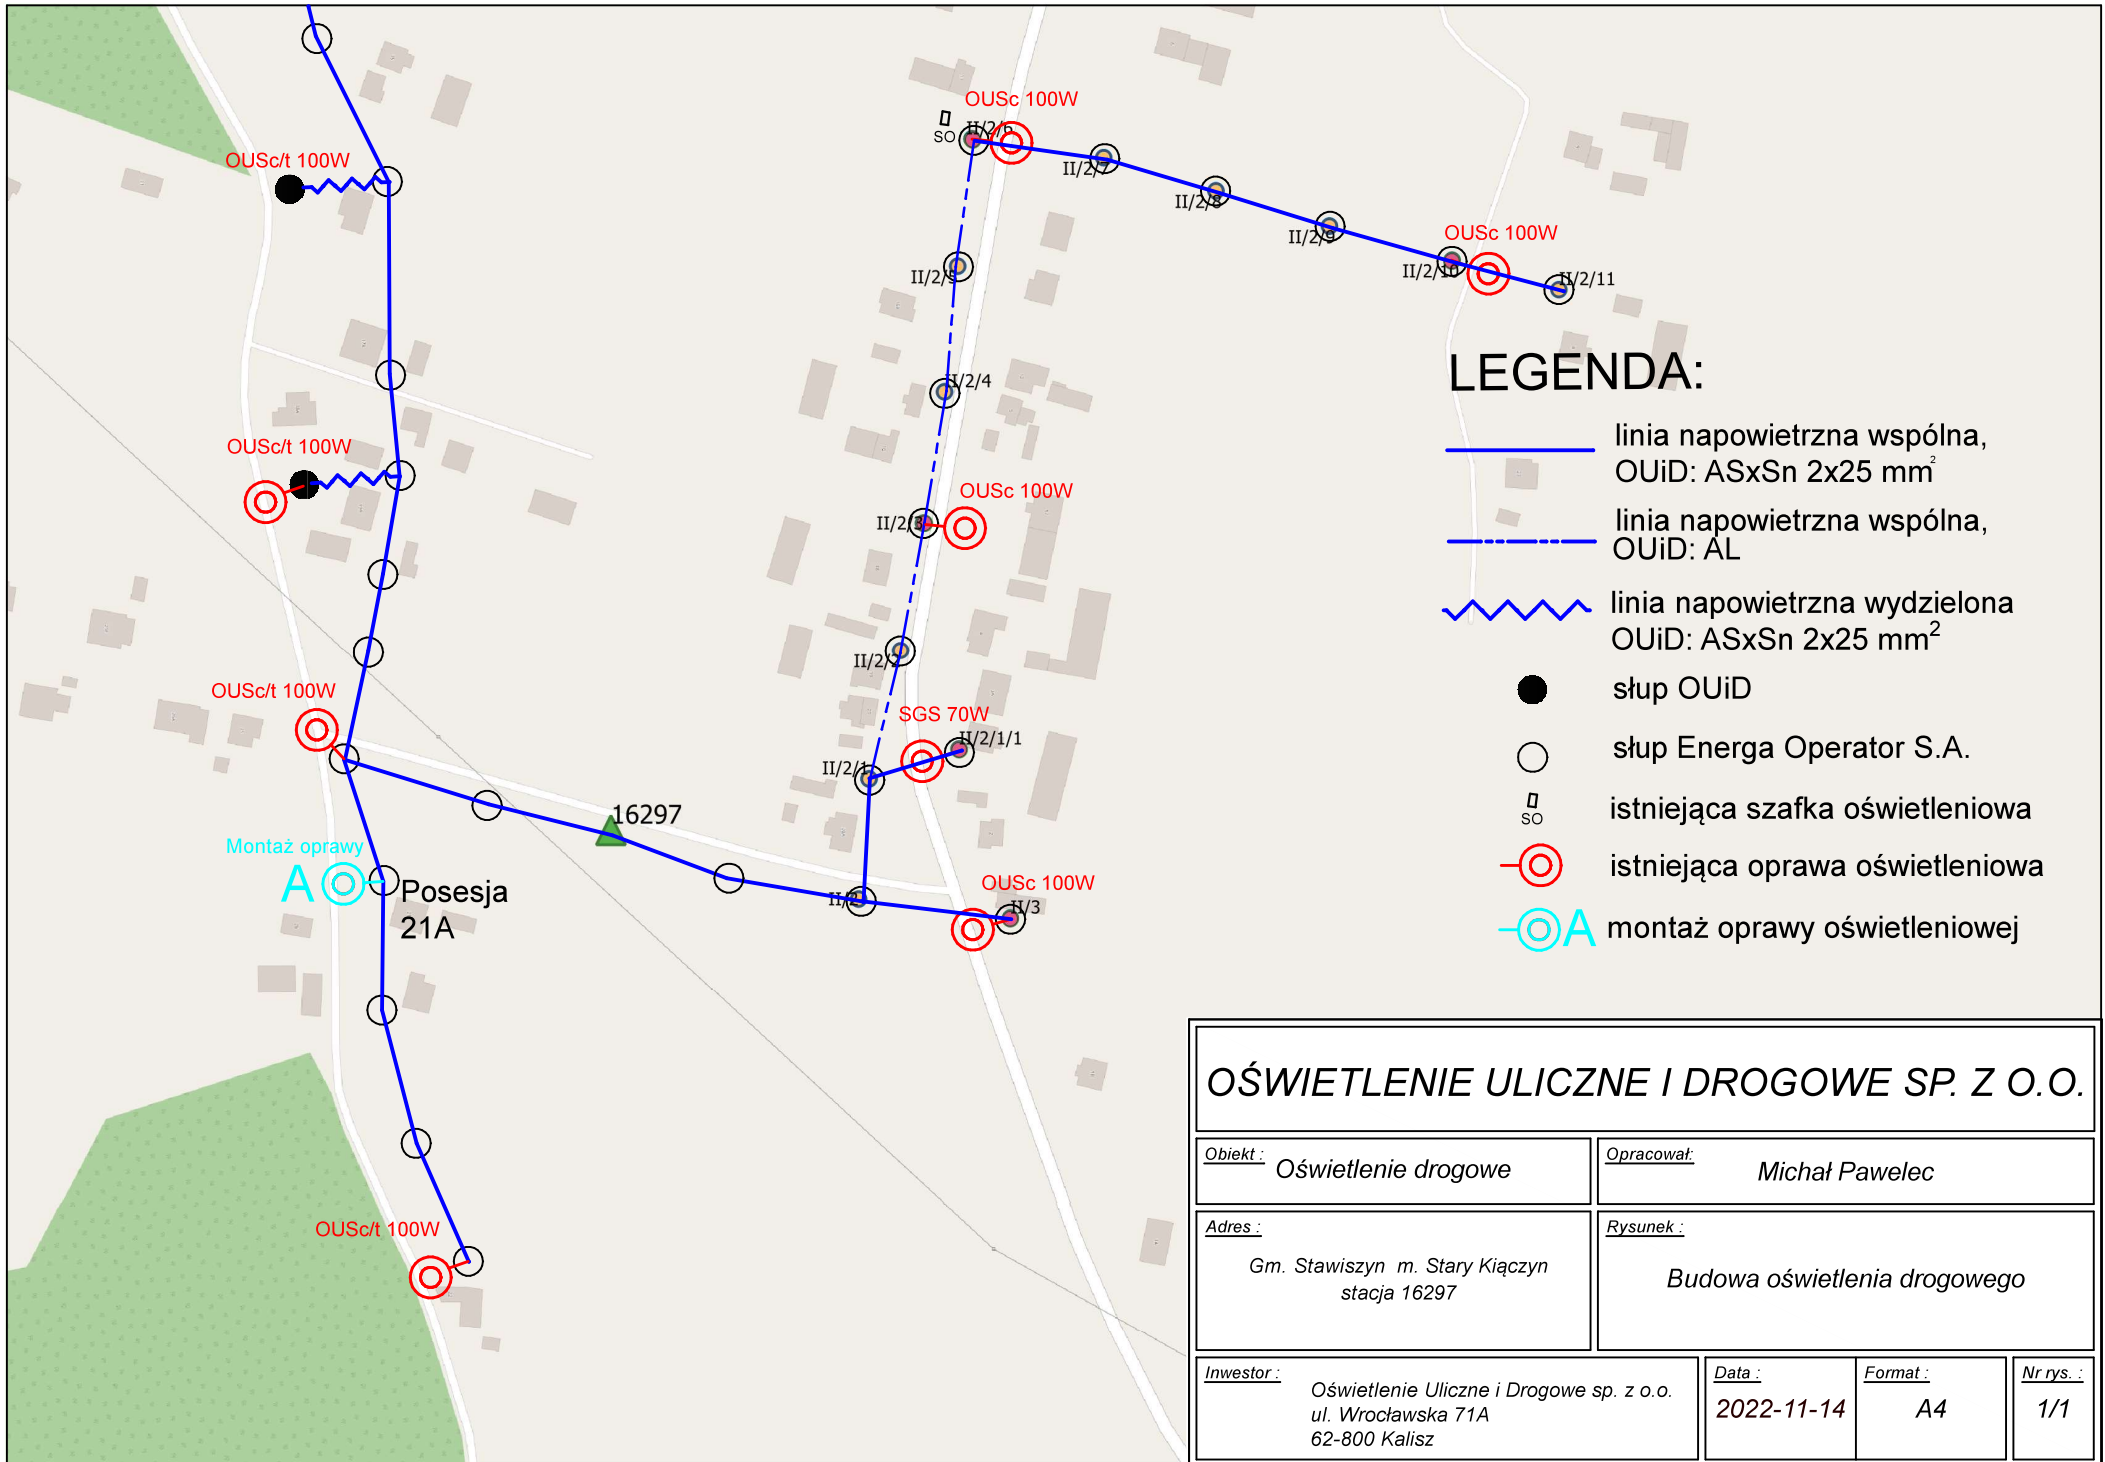 OUSc 100W
SO
II/2/6
OUSc/t 100W
II/2/7
II/2/8
II/2/9
OUSc 100W
II/2/10
II/2/11
II/2/5
II/2/4
OUSc/t 100W
OUSc 100W
II/2/3
II/2/2
OUSc/t 100W
SGS 70W
II/2/1/1
II/2/1
16297
Montaż oprawy
A
Posesja
21A
II/2
OUSc 100W
II/3
OUSc/t 100W
LEGENDA:
linia napowietrzna wspólna,
OUiD: ASxSn 2x25 mm²
linia napowietrzna wspólna,
OUiD: AL
linia napowietrzna wydzielona
OUiD: ASxSn 2x25 mm²
słup OUiD
słup Energa Operator S.A.
SO
istniejąca szafka oświetleniowa
istniejąca oprawa oświetleniowa
A montaż oprawy oświetleniowej
OŚWIETLENIE ULICZNE I DROGOWE SP. Z O.O.
Obiekt : Oświetlenie drogowe
Opracował: Michał Pawelec
Adres :
Gm. Stawiszyn m. Stary Kiączyn
stacja 16297
Rysunek :
Budowa oświetlenia drogowego
Inwestor :
Oświetlenie Uliczne i Drogowe sp. z o.o.
ul. Wrocławska 71A
62-800 Kalisz
Data :
2022-11-14
Format :
A4
Nr rys. :
1/1